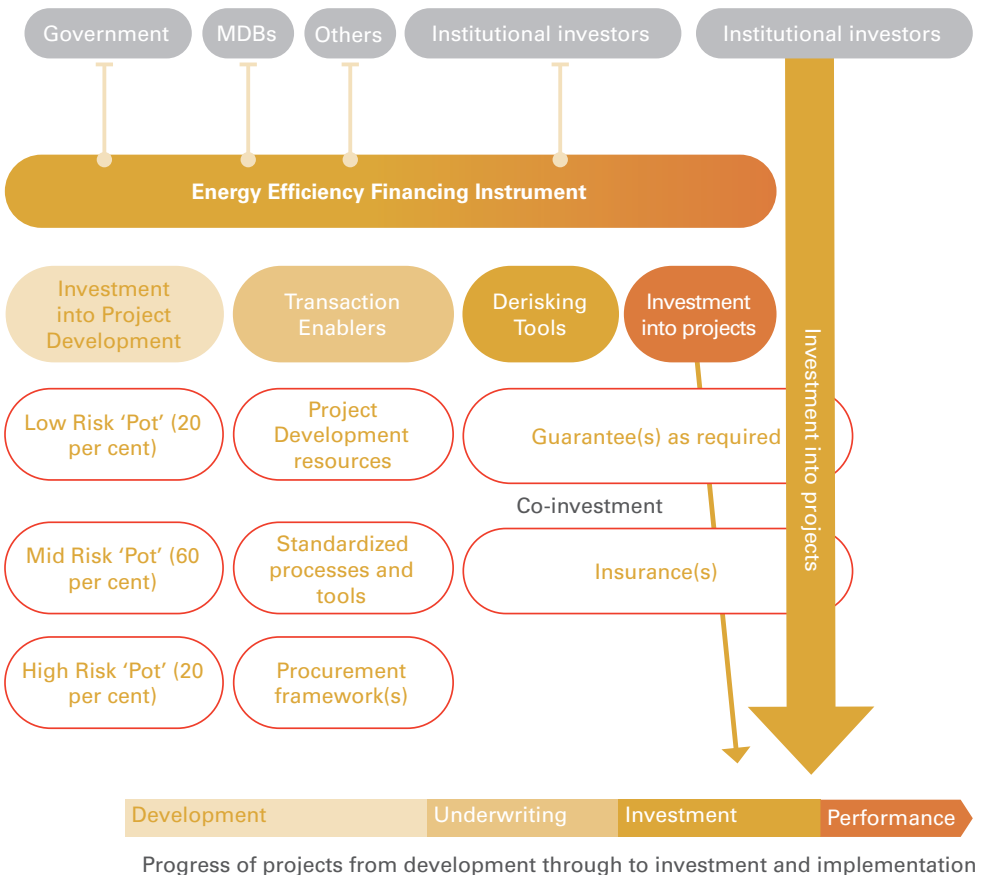 Government
MDBs
Others
Institutional investors
Institutional investors
Energy Efficiency Financing Instrument
Investment
into Project
Development
Transaction
Enablers
Derisking
Tools
Investment
into projects
Low Risk ‘Pot’ (20
per cent)
Project
Development
resources
Guarantee(s) as required
Co-investment
Mid Risk ‘Pot’ (60
per cent)
Standardized
processes and
tools
Insurance(s)
High Risk ‘Pot’ (20
per cent)
Procurement
framework(s)
Investment into projects
Development
Underwriting
Investment
Performance
Progress of projects from development through to investment and implementation